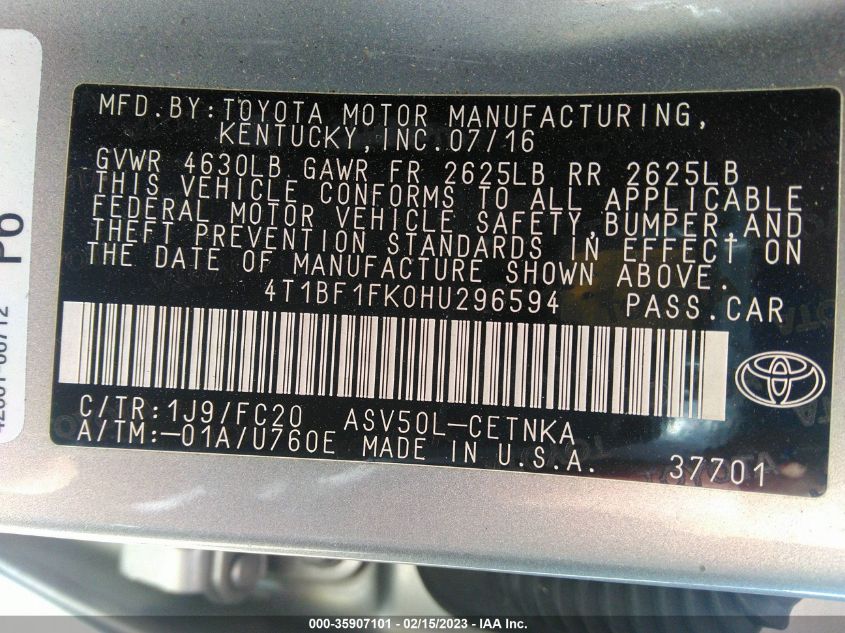 MFD.BY:TOYOTA MOTOR MANUFACTURING,
KENTUCKY,INC.07/16
GVWR 4630LB GAWR FR 2625LB RR 2625LB
THIS VEHICLE CONFORMS TO ALL APPLICABLE
FEDERAL MOTOR VEHICLE SAFETY,BUMPER,AND
THEFT PREVENTION STANDARDS IN EFFECT ON
THE DATE OF MANUFACTURE SHOWN ABOVE.
4T1BF1FK0HU296594 PASS.CAR
C/TR:1J9/FC20 ASV50L-CETNKA
A/TM:-01A/U760E MADE IN U.S.A. 37701
P6
000-35907101 - 02/15/2023 - IAA Inc.